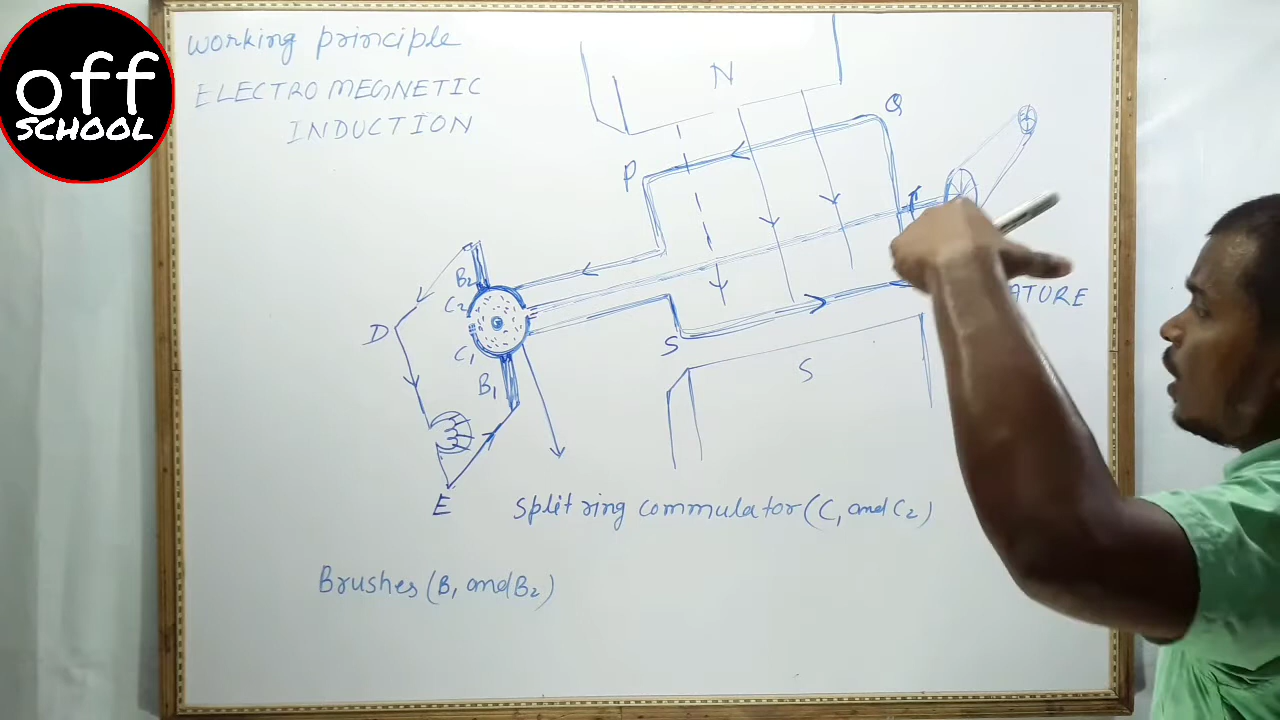 off
SCHOOL
working principle
ELECTRO MEGNETIC
INDUCTION
N
Q
P
B2
C2
D
C1
B1
S
S
ATURE
E
Split ring commulator (C1 and C2)
Brushes (B1 and B2)